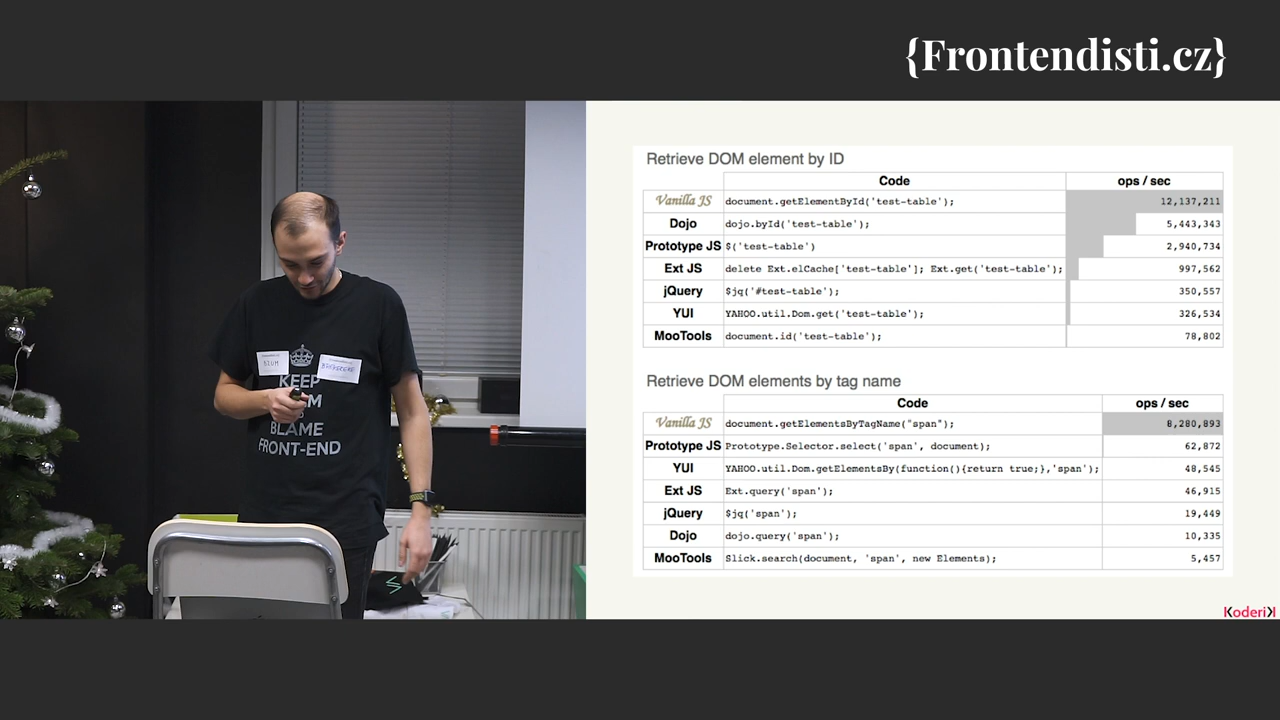 {Frontendisti.cz}
KEEP
BLAME
FRONT-END
Retrieve DOM element by ID
Code ops / sec
Vanilla JS document.getElementById('test-table'); 12,137,211
Dojo dojo.byId('test-table'); 5,443,343
Prototype JS $('test-table') 2,940,734
Ext JS delete Ext.elCache['test-table']; Ext.get('test-table'); 997,562
jQuery $jq('#test-table'); 350,557
YUI YAHOO.util.Dom.get('test-table'); 326,534
MooTools document.id('test-table'); 78,802
Retrieve DOM elements by tag name
Code ops / sec
Vanilla JS document.getElementsByTagName("span"); 8,280,893
Prototype JS Prototype.Selector.select('span', document); 62,872
YUI YAHOO.util.Dom.getElementsBy(function(){return true;},'span'); 48,545
Ext JS Ext.query('span'); 46,915
jQuery $jq('span'); 19,449
Dojo dojo.query('span'); 10,335
MooTools Slick.search(document, 'span', new Elements); 5,457
Koderik